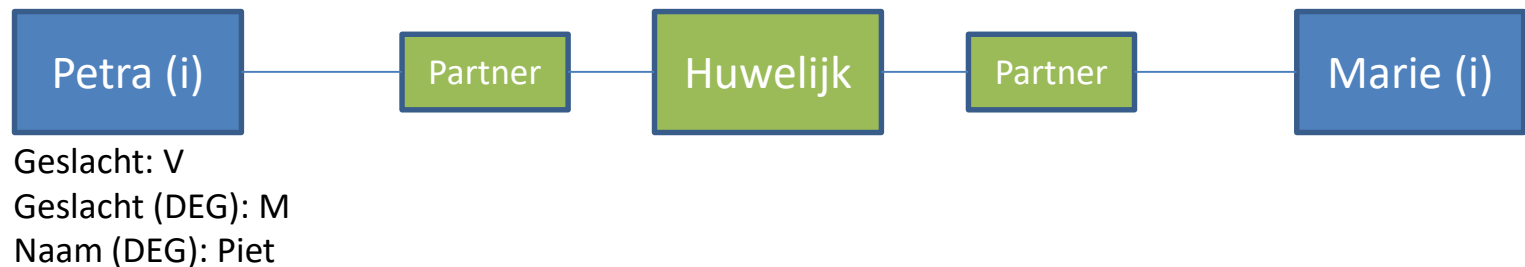 Petra (i) Partner Huwelijk Partner Marie (i)
Geslacht: V
Geslacht (DEG): M
Naam (DEG): Piet